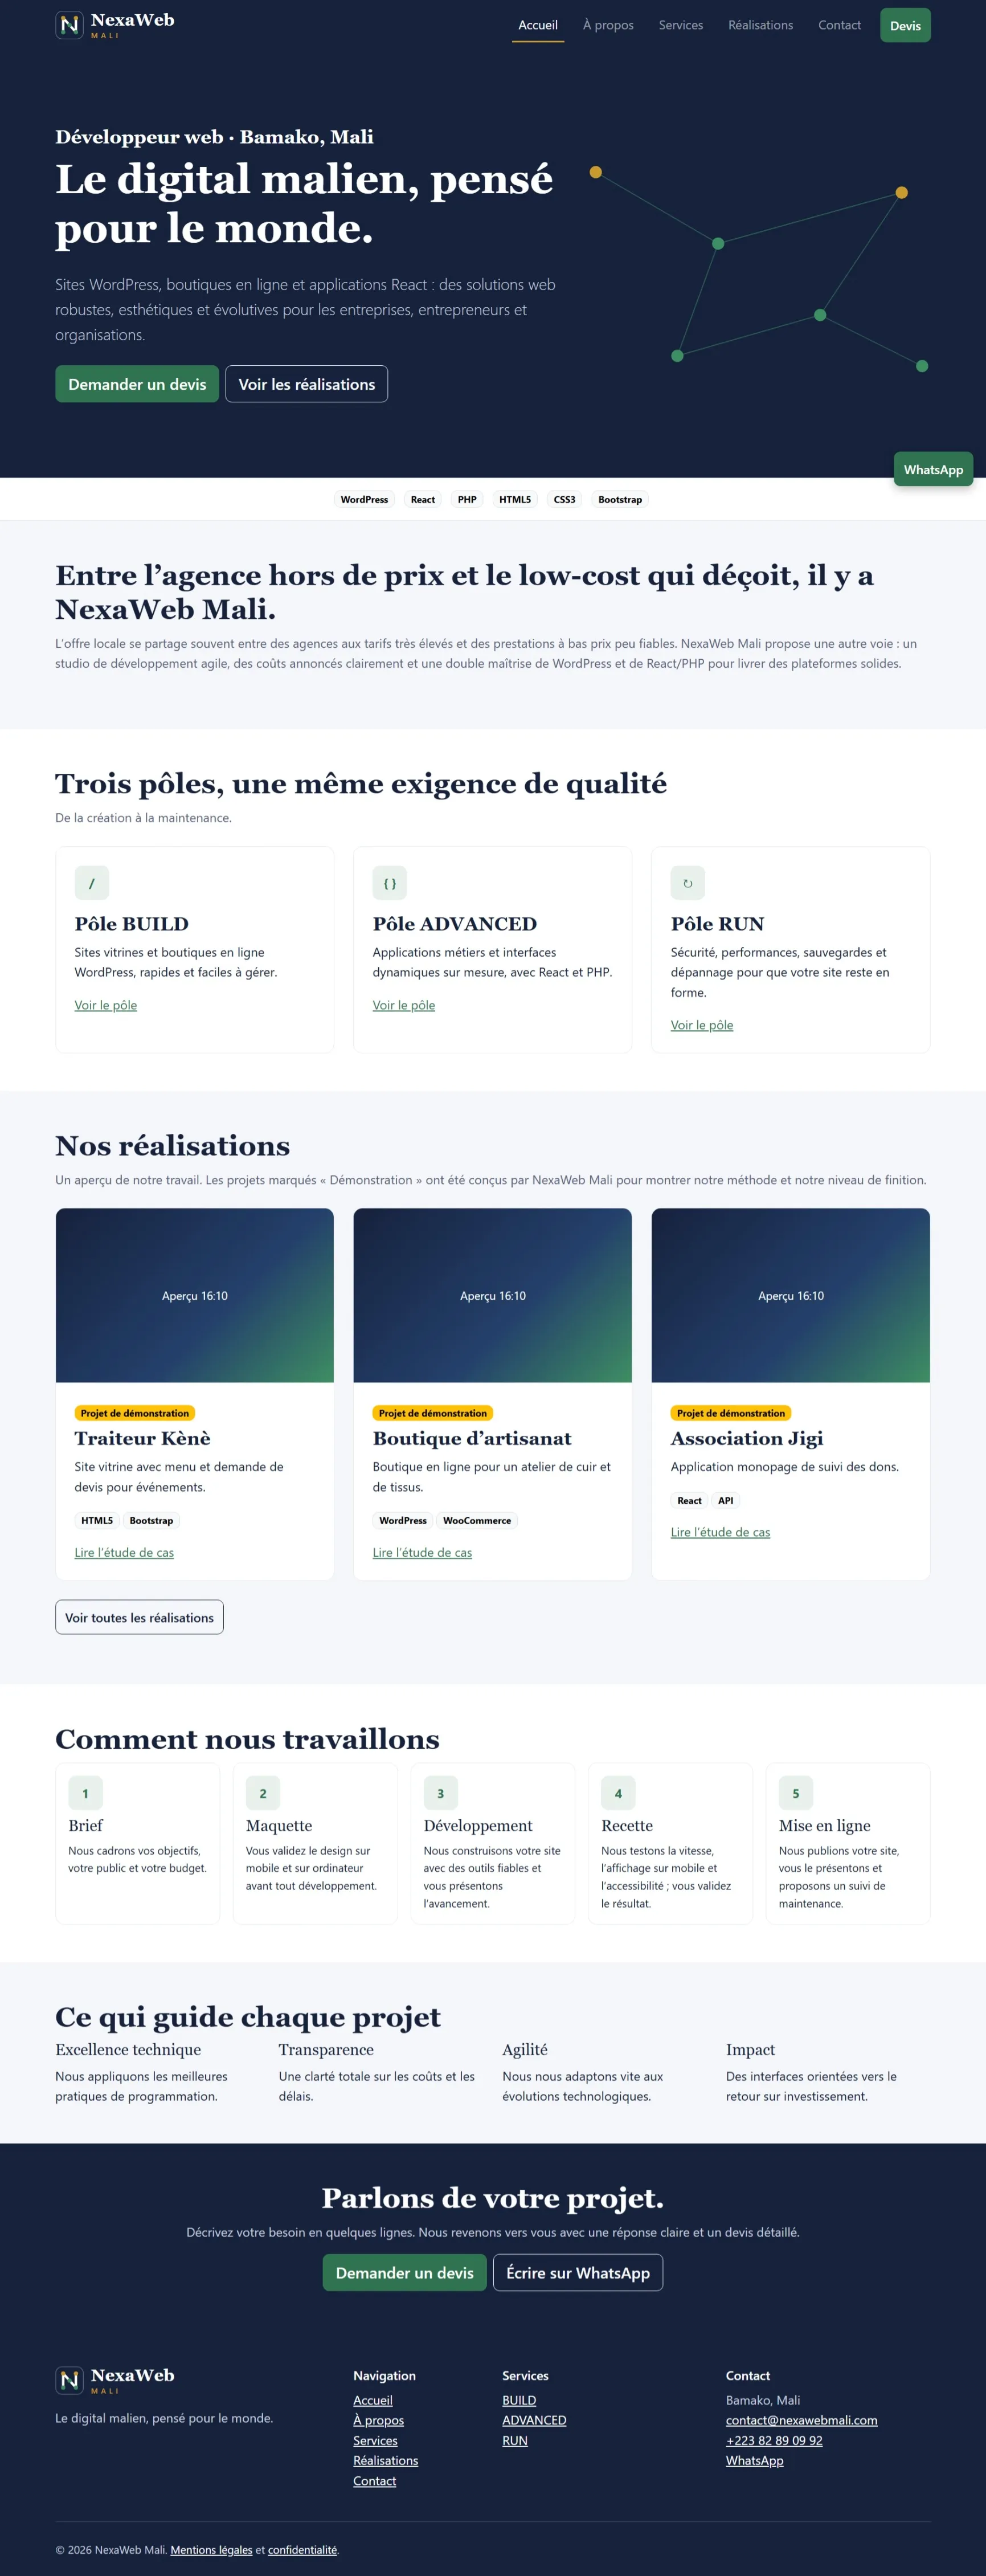 NexaWeb
MALI
Accueil
À propos
Services
Réalisations
Contact
Devis
Développeur web · Bamako, Mali
Le digital malien, pensé
pour le monde.
Sites WordPress, boutiques en ligne et applications React : des solutions web
robustes, esthétiques et évolutives pour les entreprises, entrepreneurs et
organisations.
Demander un devis
Voir les réalisations
WhatsApp
WordPress
React
PHP
HTML5
CSS3
Bootstrap
Entre l’agence hors de prix et le low-cost qui déçoit, il y a
NexaWeb Mali.
L’offre locale se partage souvent entre des agences aux tarifs très élevés et des prestations à bas prix peu fiables. NexaWeb Mali propose une autre voie : un
studio de développement agile, des coûts annoncés clairement et une double maîtrise de WordPress et de React/PHP pour livrer des plateformes solides.
Trois pôles, une même exigence de qualité
De la création à la maintenance.
/
Pôle BUILD
Sites vitrines et boutiques en ligne
WordPress, rapides et faciles à gérer.
Voir le pôle
{ }
Pôle ADVANCED
Applications métiers et interfaces
dynamiques sur mesure, avec React et PHP.
Voir le pôle
↻
Pôle RUN
Sécurité, performances, sauvegardes et
dépannage pour que votre site reste en
forme.
Voir le pôle
Nos réalisations
Un aperçu de notre travail. Les projets marqués « Démonstration » ont été conçus par NexaWeb Mali pour montrer notre méthode et notre niveau de finition.
Aperçu 16:10
Projet de démonstration
Traiteur Kènè
Site vitrine avec menu et demande de
devis pour événements.
HTML5
Bootstrap
Lire l’étude de cas
Aperçu 16:10
Projet de démonstration
Boutique d’artisanat
Boutique en ligne pour un atelier de cuir et
de tissus.
WordPress
WooCommerce
Lire l’étude de cas
Aperçu 16:10
Projet de démonstration
Association Jigi
Application monopage de suivi des dons.
React
API
Lire l’étude de cas
Voir toutes les réalisations
Comment nous travaillons
1
Brief
Nous cadrons vos objectifs,
votre public et votre budget.
2
Maquette
Vous validez le design sur
mobile et sur ordinateur
avant tout développement.
3
Développement
Nous construisons votre site
avec des outils fiables et
vous présentons
l’avancement.
4
Recette
Nous testons la vitesse,
l’affichage sur mobile et
l’accessibilité ; vous validez
le résultat.
5
Mise en ligne
Nous publions votre site,
vous le présentons et
proposons un suivi de
maintenance.
Ce qui guide chaque projet
Excellence technique
Nous appliquons les meilleures
pratiques de programmation.
Transparence
Une clarté totale sur les coûts et les
délais.
Agilité
Nous nous adaptons vite aux
évolutions technologiques.
Impact
Des interfaces orientées vers le
retour sur investissement.
Parlons de votre projet.
Décrivez votre besoin en quelques lignes. Nous revenons vers vous avec une réponse claire et un devis détaillé.
Demander un devis
Écrire sur WhatsApp
NexaWeb
MALI
Le digital malien, pensé pour le monde.
Navigation
Accueil
À propos
Services
Réalisations
Contact
Services
BUILD
ADVANCED
RUN
Contact
Bamako, Mali
contact@nexawebmali.com
+223 82 89 09 92
WhatsApp
© 2026 NexaWeb Mali. Mentions légales et confidentialité.